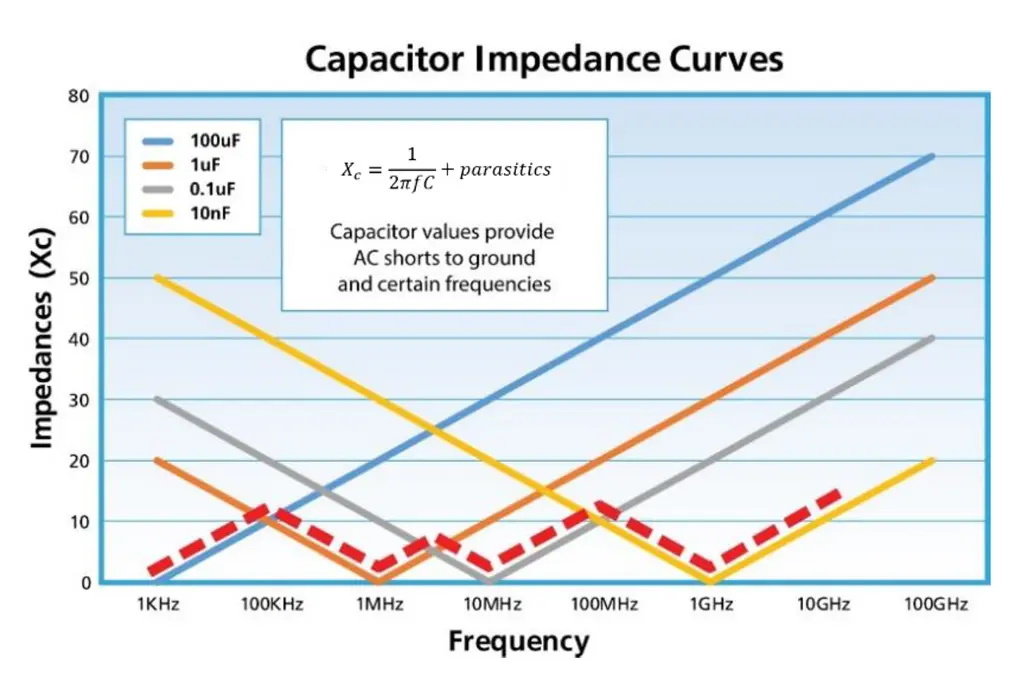 Capacitor Impedance Curves
80
70
60
50
40
30
20
10
0
Impedances (Xc)
100uF
1uF
0.1uF
10nF
X_c = \frac{1}{2πfC} + parasitics
Capacitor values provide
AC shorts to ground
and certain frequencies
1KHz 100KHz 1MHz 10MHz 100MHz 1GHz 10GHz 100GHz
Frequency